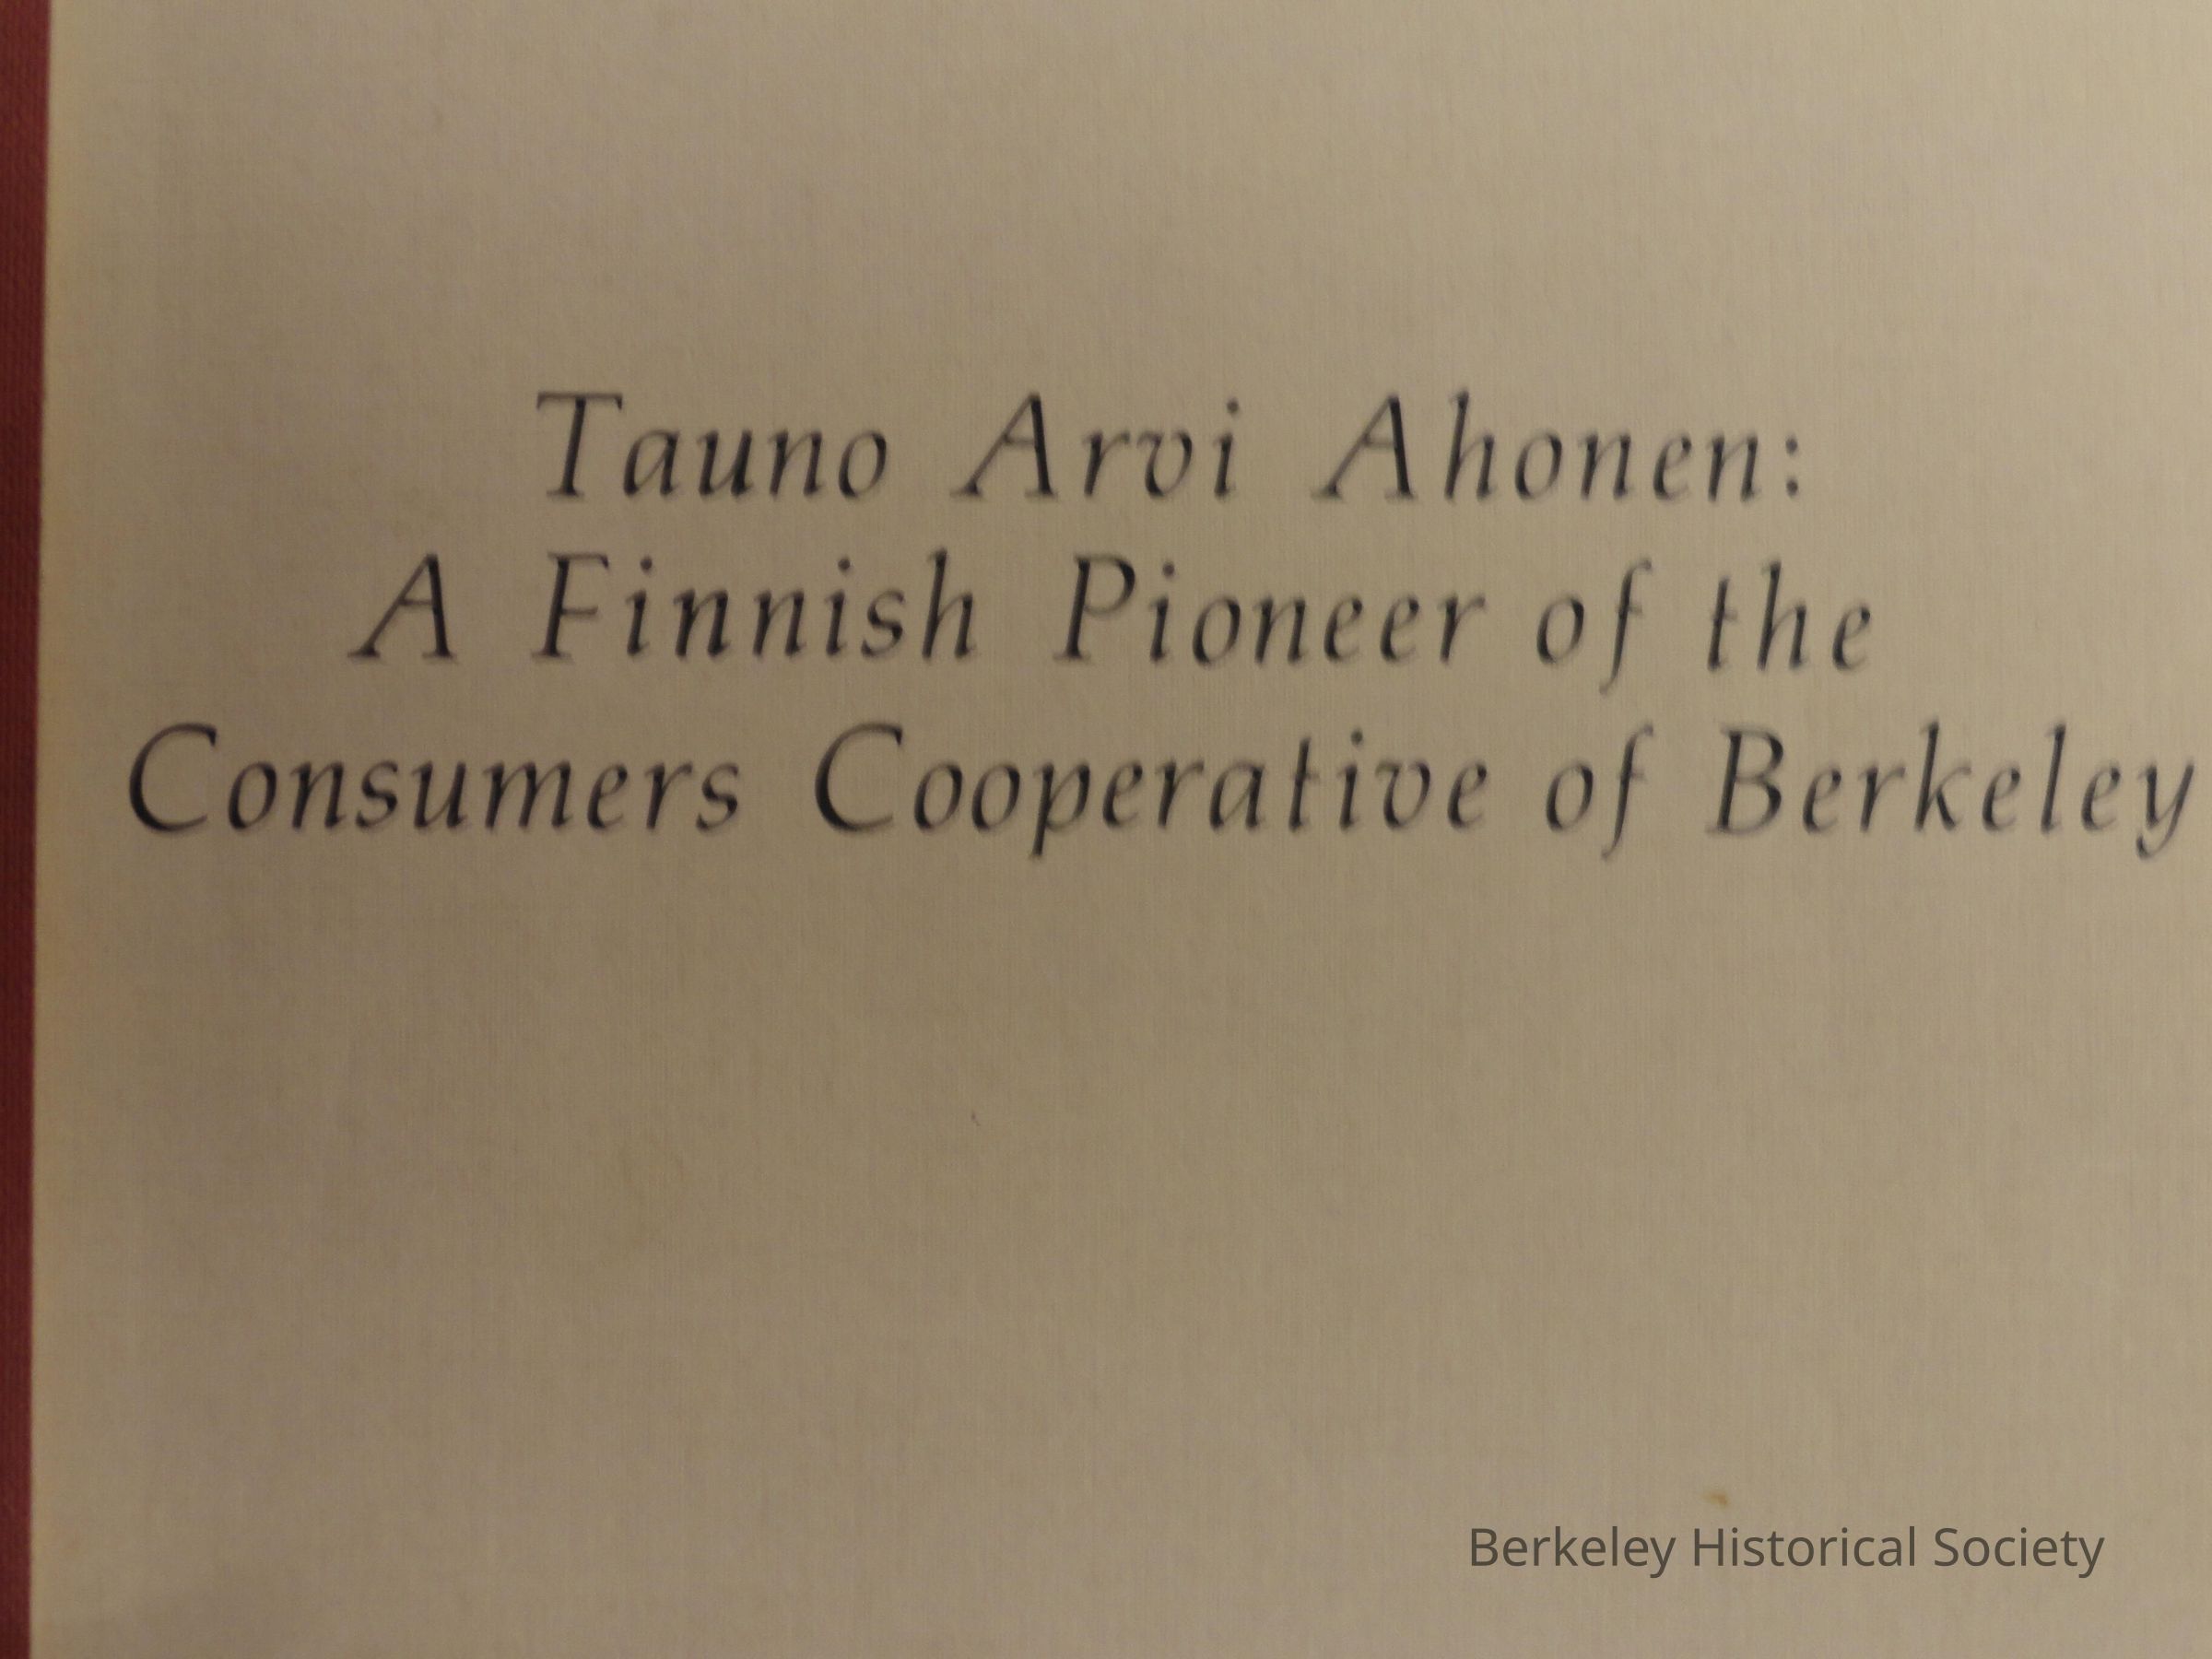 Tauno Arvi Ahonen:
A Finnish Pioneer of the
Consumers Cooperative of Berkeley
Berkeley Historical Society